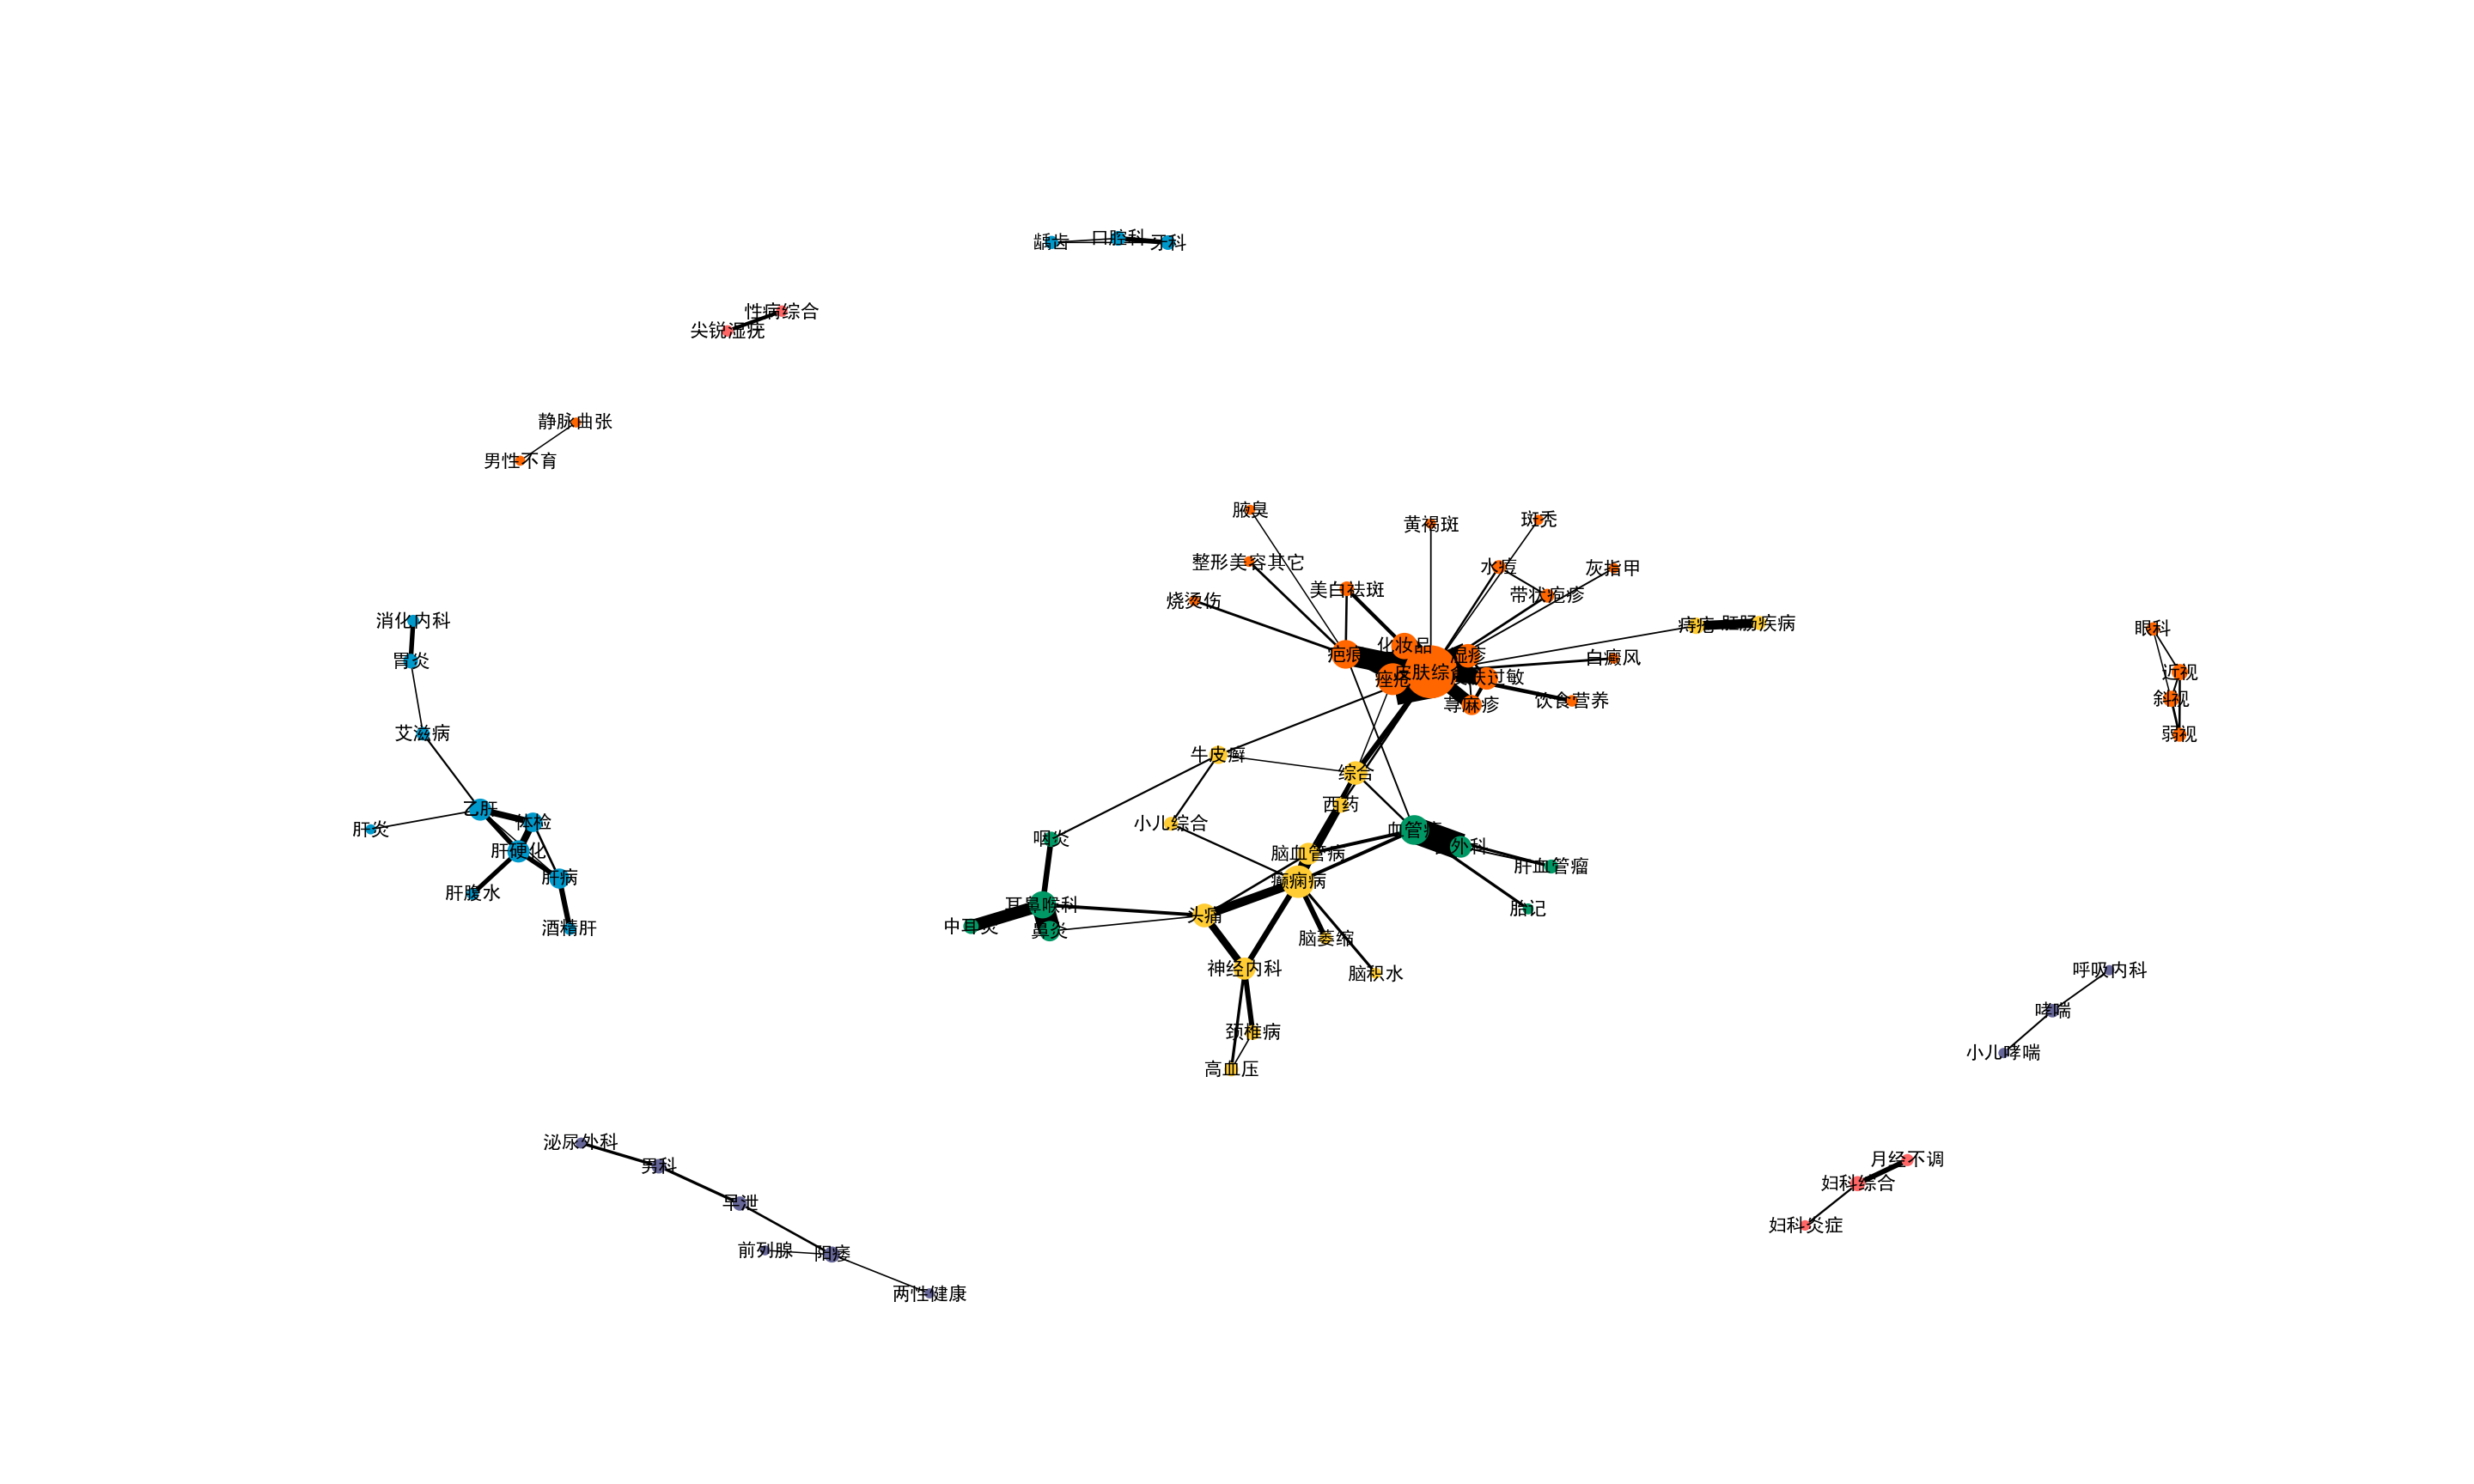 龋齿
口腔科
牙科
性病综合
尖锐湿疣
静脉曲张
男性不育
腋臭
黄褐斑
斑秃
整形美容其它
水痘
灰指甲
美白祛斑
带状疱疹
烧烫伤
消化内科
痔疮
肛肠疾病
眼科
化妆品
疤痕
湿疹
白癜风
胃炎
皮肤综合
近视
痤疮
皮肤过敏
斜视
荨麻疹
饮食营养
艾滋病
弱视
牛皮癣
综合
西药
乙肝
体检
小儿综合
肝炎
血管瘤
咽炎
外科
肝硬化
脑血管病
肝血管瘤
肝病
癫痫病
肝腹水
耳鼻喉科
胎记
头痛
酒精肝
中耳炎
鼻炎
脑萎缩
神经内科
脑积水
呼吸内科
哮喘
颈椎病
小儿哮喘
高血压
泌尿外科
月经不调
男科
妇科综合
早泄
妇科炎症
前列腺
阳痿
两性健康